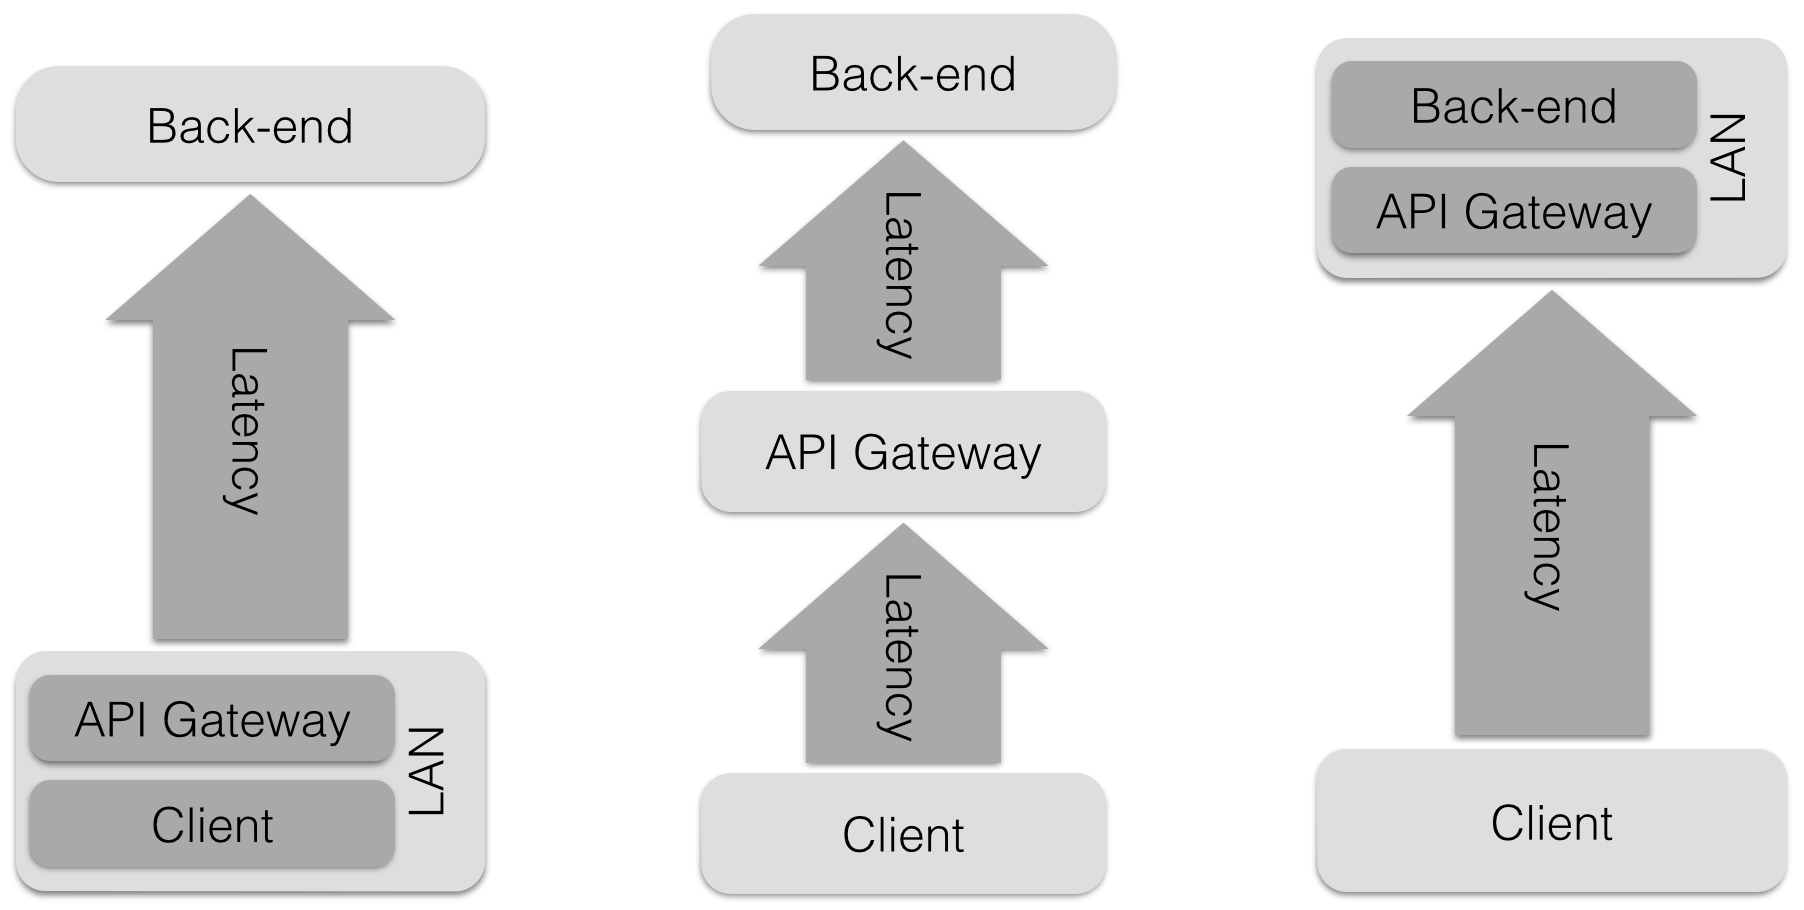 Back-end
Latency
API Gateway
Client
LAN
Back-end
Latency
API Gateway
Latency
Client
Back-end
API Gateway
LAN
Latency
Client